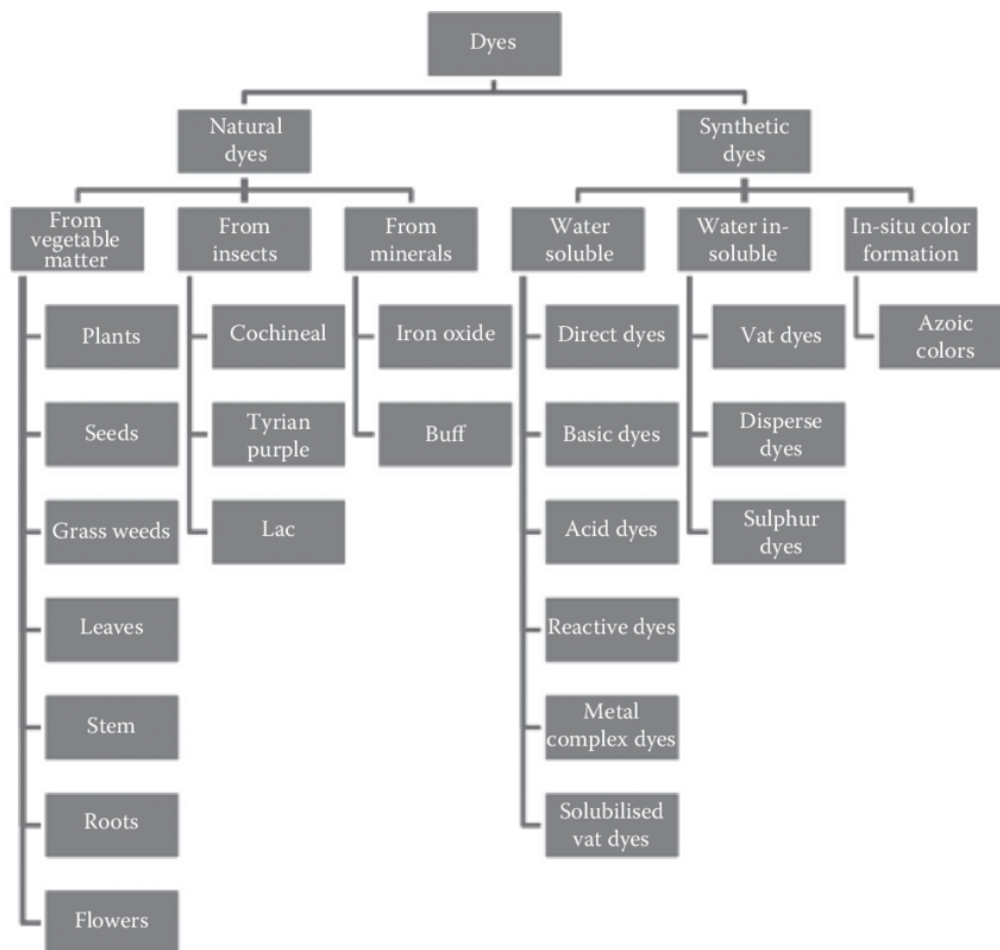 Dyes
Natural
dyes
Synthetic
dyes
From
vegetable
matter
From
insects
From
minerals
Water
soluble
Water in-
soluble
In-situ color
formation
Plants
Cochineal
Iron oxide
Direct dyes
Vat dyes
Azoic
colors
Seeds
Tyrian
purple
Buff
Basic dyes
Disperse
dyes
Grass weeds
Lac
Acid dyes
Sulphur
dyes
Leaves
Reactive dyes
Stem
Metal
complex dyes
Roots
Solubilised
vat dyes
Flowers